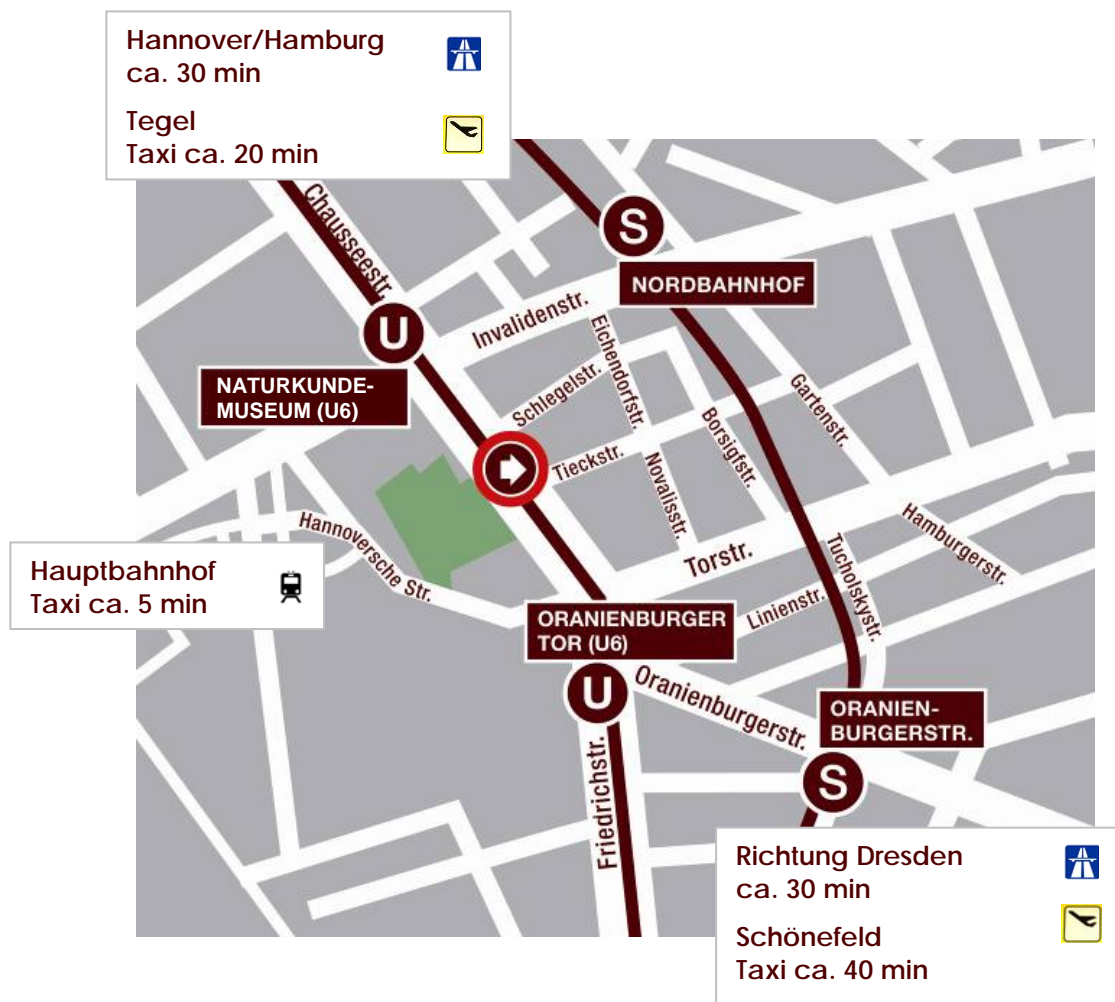 Hannover/Hamburg
ca. 30 min
Tegel
Taxi ca. 20 min
Chausseestr.
S
NORDBAHNHOF
U
Invalidenstr.
NATURKUNDE-
MUSEUM (U6)
Schlegelstr.
Eichendorfstr.
Gartenstr.
Borsigfstr.
Tieckstr.
Novalisstr.
Hannoversche Str.
Torstr.
Hamburgerstr.
Tucholskystr.
Linienstr.
Hauptbahnhof
Taxi ca. 5 min
ORANIENBURGER
TOR (U6)
U
Oranienburgerstr.
ORANIEN-
BURGERSTR.
S
Friedrichstr.
Richtung Dresden
ca. 30 min
Schönefeld
Taxi ca. 40 min